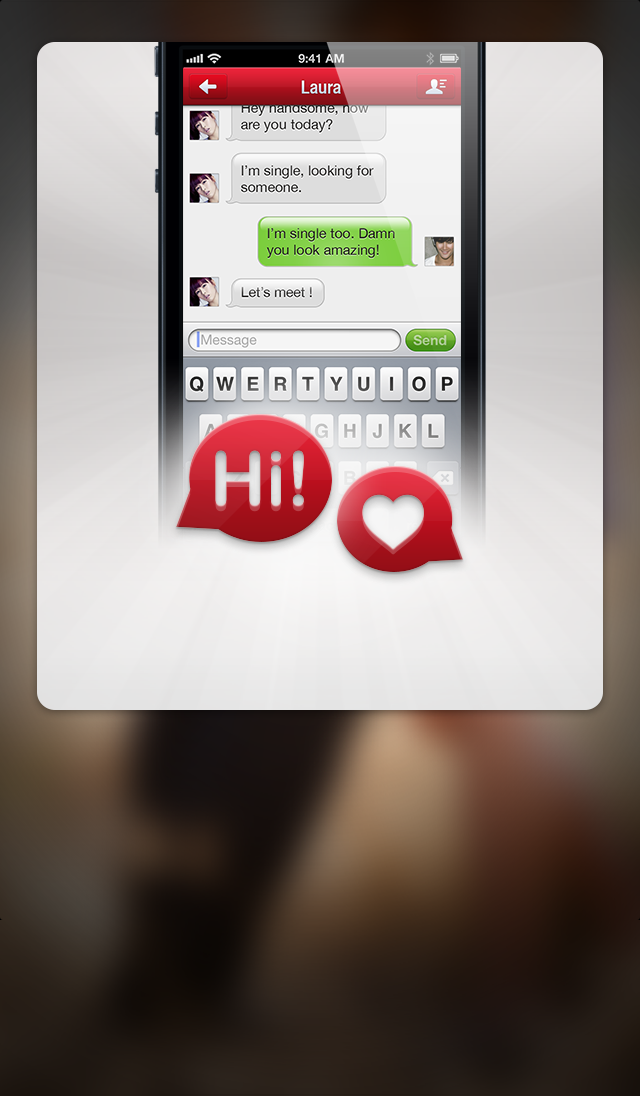 9:41 AM
Laura
Hey handsome, how
are you today?
I'm single, looking for
someone.
I'm single too. Damn
you look amazing!
Let's meet !
Message
Send
Q W E R T Y U I O P
A G H J K L
B
Hi!